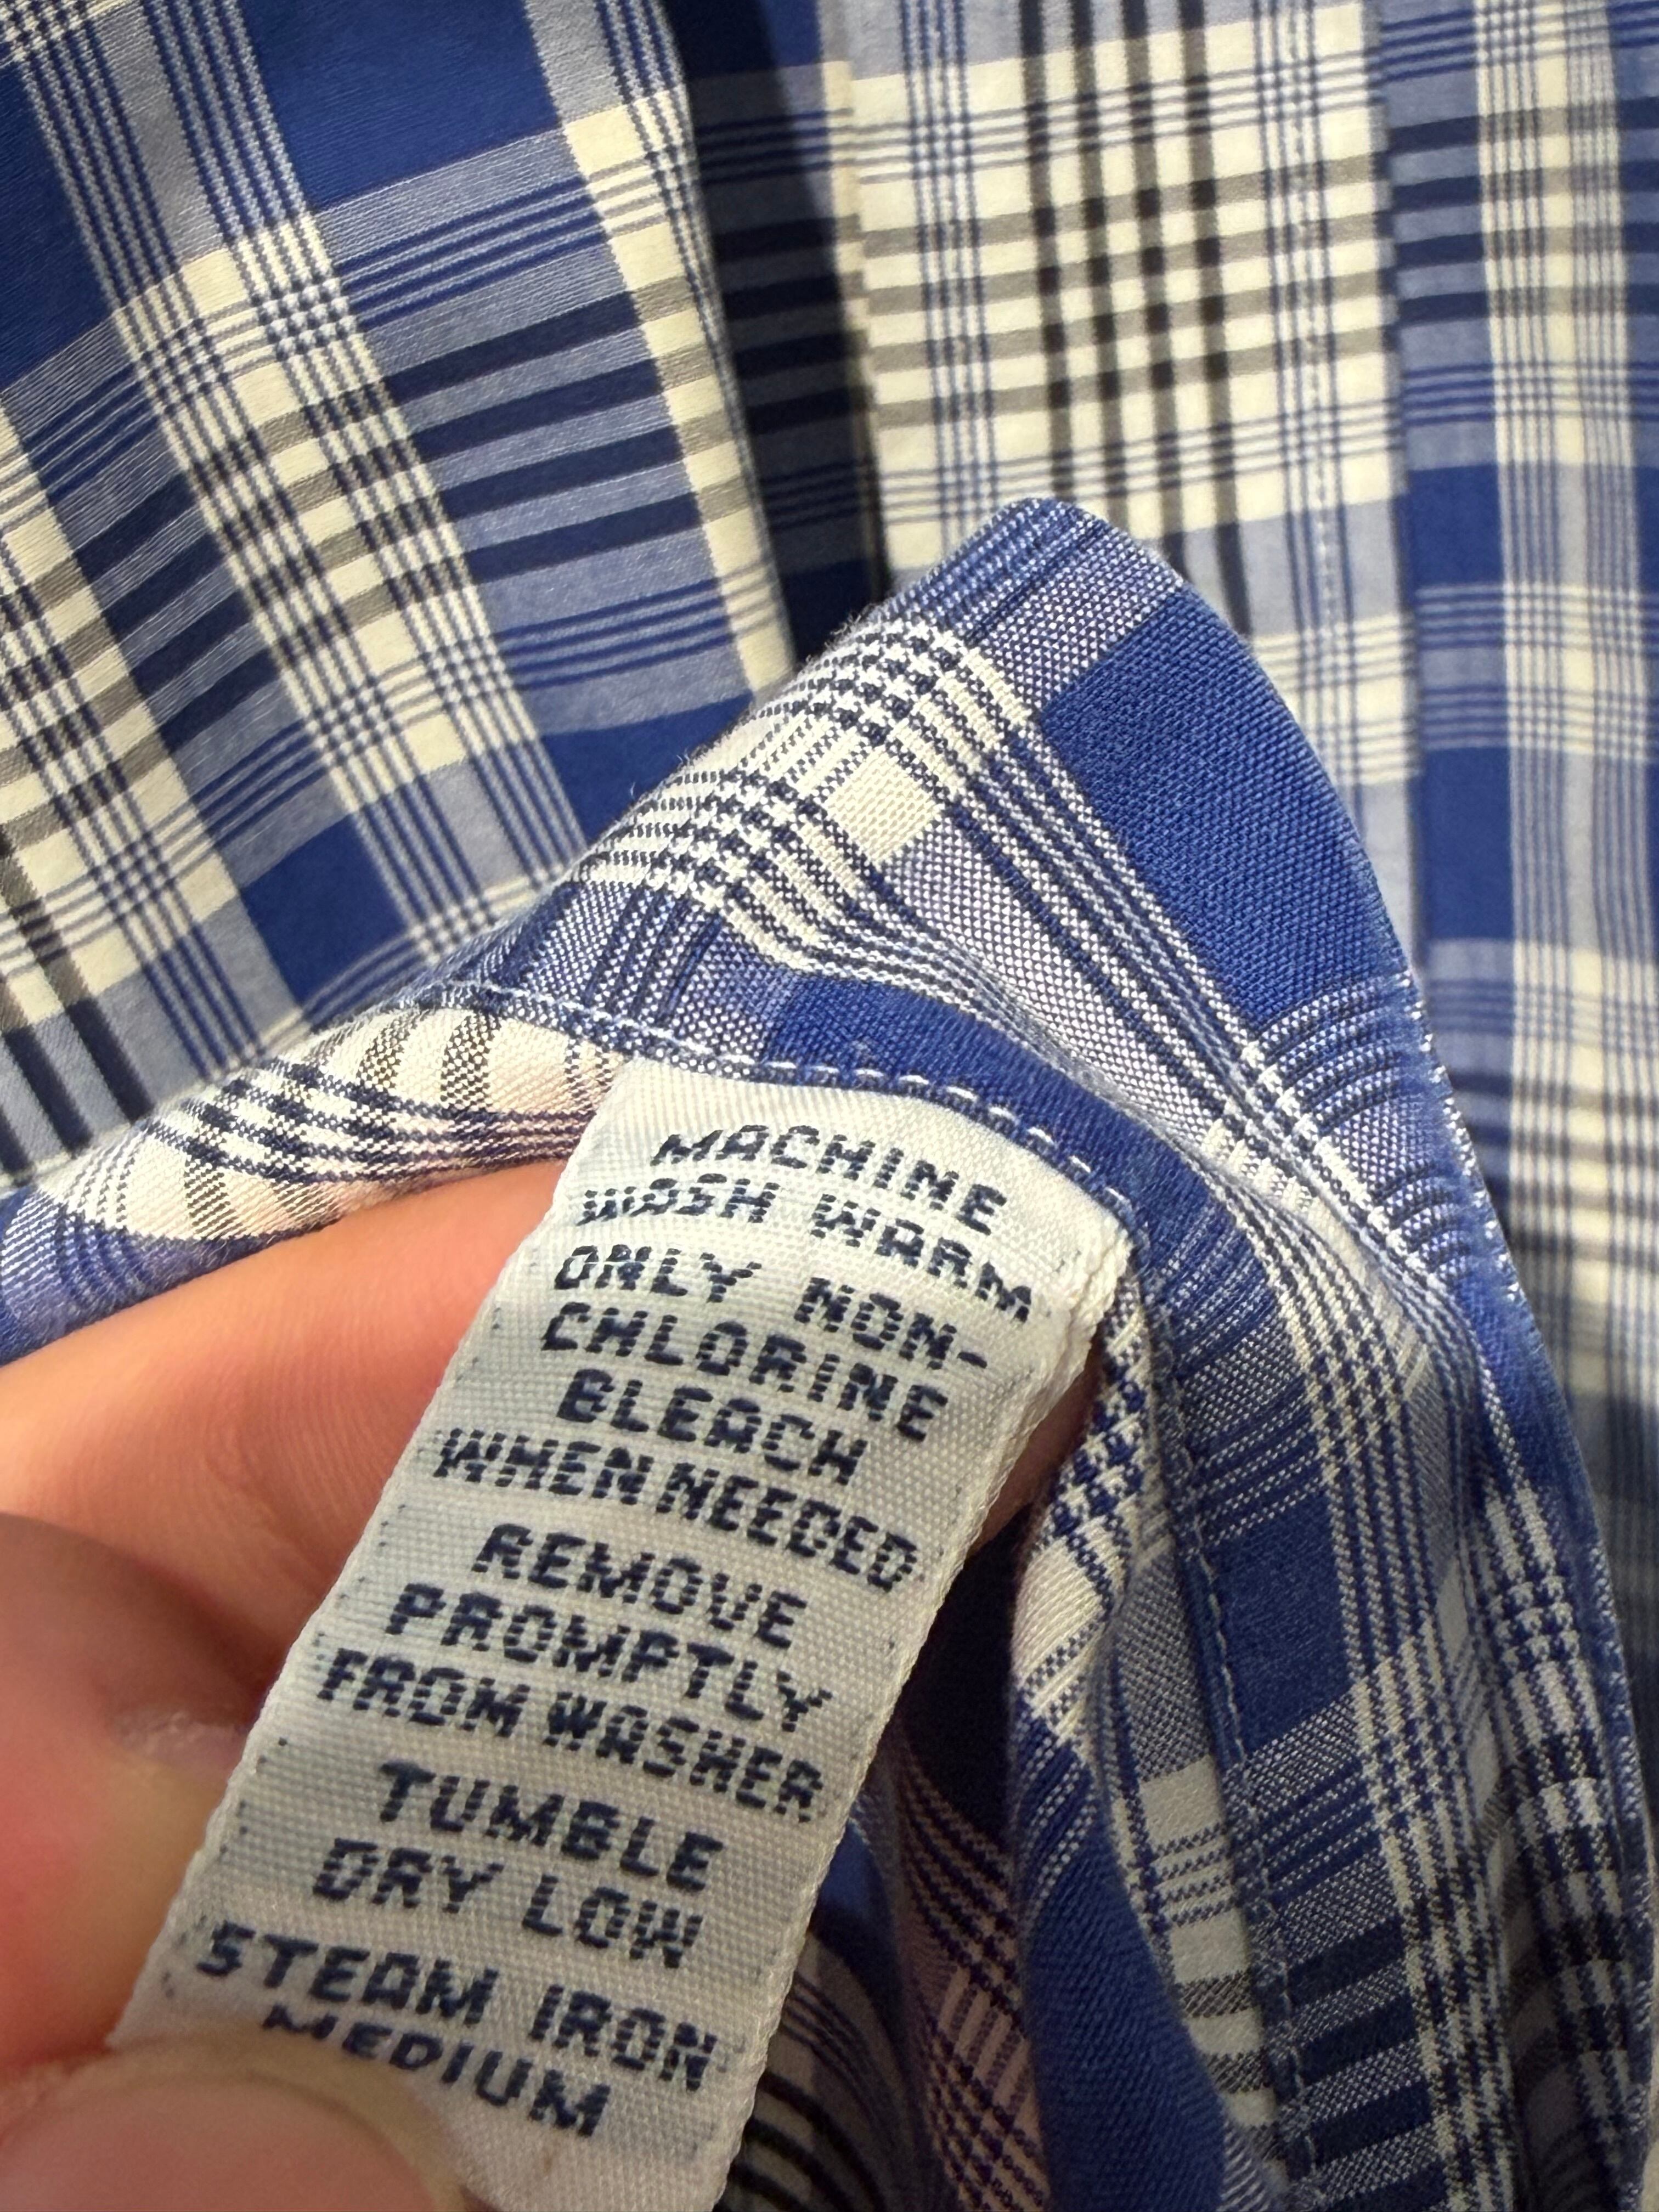 MACHINE
WASH WARM
ONLY NON-
CHLORINE
BLEACH
WHEN NEEDED
REMOVE
PROMPTLY
FROM WASHER
TUMBLE
DRY LOW
STEAM IRON
MEDIUM